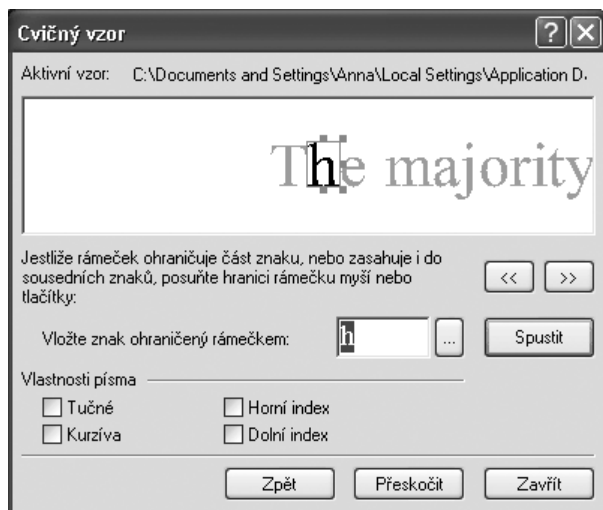 Cvičný vzor
Aktivní vzor: C:\Documents and Settings\Anna\Local Settings\Application D
The majority
Jestliže rámeček ohraničuje část znaku, nebo zasahuje i do
sousedních znaků, posuňte hranici rámečku myší nebo
tlačítky:
<< >>
Vložte znak ohraničený rámečkem: h ... Spustit
Vlastnosti písma
Tučné Horní index
Kurzíva Dolní index
Zpět Přeskočit Zavřít